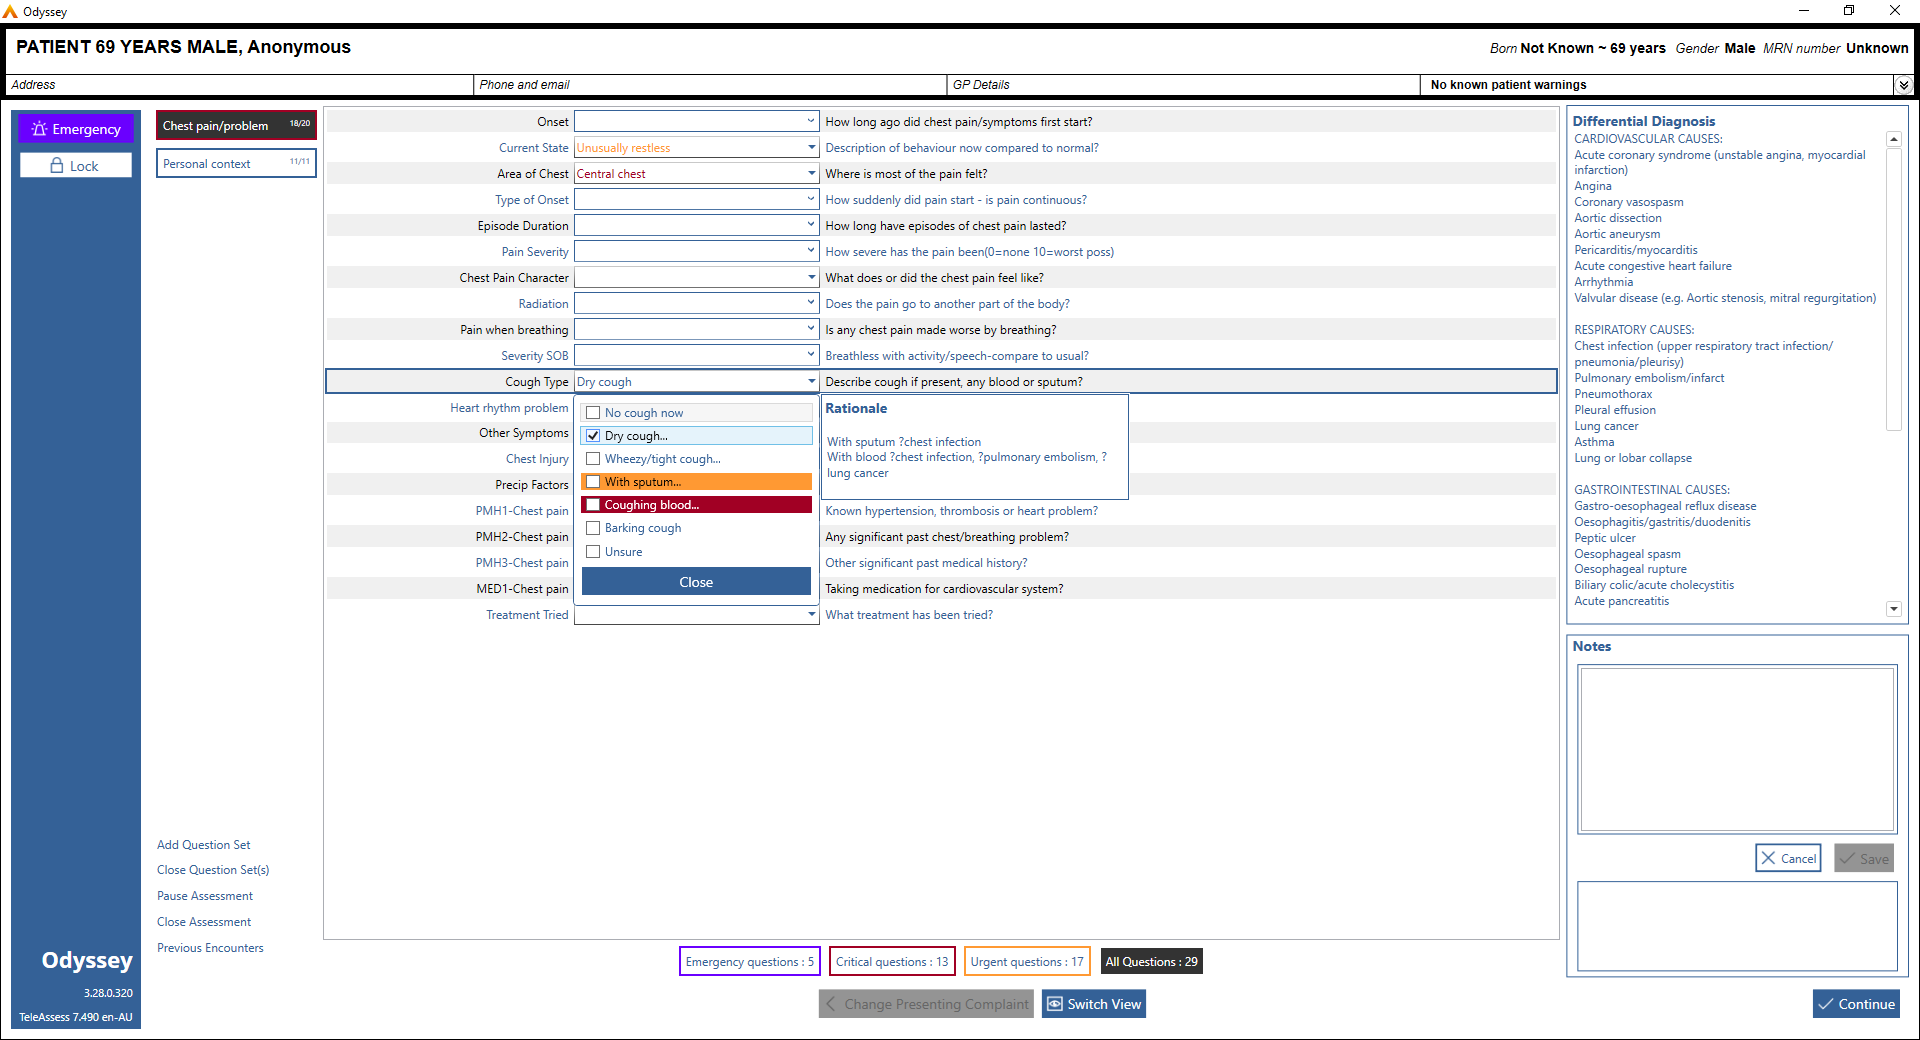 Odyssey
PATIENT 69 YEARS MALE, Anonymous
Born Not Known ~ 69 years Gender Male MRN number Unknown
Address
Phone and email
GP Details
No known patient warnings
Emergency
Lock
Chest pain/problem 18/20
Personal context 11/11
Onset How long ago did chest pain/symptoms first start?
Current State Unusually restless Description of behaviour now compared to normal?
Area of Chest Central chest Where is most of the pain felt?
Type of Onset How suddenly did pain start - is pain continuous?
Episode Duration How long have episodes of chest pain lasted?
Pain Severity How severe has the pain been(0=none 10=worst poss)
Chest Pain Character What does or did the chest pain feel like?
Radiation Does the pain go to another part of the body?
Pain when breathing Is any chest pain made worse by breathing?
Severity SOB Breathless with activity/speech-compare to usual?
Cough Type Dry cough Describe cough if present, any blood or sputum?
Heart rhythm problem
Other Symptoms
Chest Injury
Precip Factors
PMH1-Chest pain Known hypertension, thrombosis or heart problem?
PMH2-Chest pain Any significant past chest/breathing problem?
PMH3-Chest pain Other significant past medical history?
MED1-Chest pain Taking medication for cardiovascular system?
Treatment Tried What treatment has been tried?
No cough now
Dry cough...
Wheezy/tight cough...
With sputum...
Coughing blood...
Barking cough
Unsure
Close
Rationale
With sputum ?chest infection
With blood ?chest infection, ?pulmonary embolism, ?
lung cancer
Differential Diagnosis
CARDIOVASCULAR CAUSES:
Acute coronary syndrome (unstable angina, myocardial
infarction)
Angina
Coronary vasospasm
Aortic dissection
Aortic aneurysm
Pericarditis/myocarditis
Acute congestive heart failure
Arrhythmia
Valvular disease (e.g. Aortic stenosis, mitral regurgitation)
RESPIRATORY CAUSES:
Chest infection (upper respiratory tract infection/
pneumonia/pleurisy)
Pulmonary embolism/infarct
Pneumothorax
Pleural effusion
Lung cancer
Asthma
Lung or lobar collapse
GASTROINTESTINAL CAUSES:
Gastro-oesophageal reflux disease
Oesophagitis/gastritis/duodenitis
Peptic ulcer
Oesophageal spasm
Oesophageal rupture
Biliary colic/acute cholecystitis
Acute pancreatitis
Notes
Cancel
Save
Add Question Set
Close Question Set(s)
Pause Assessment
Close Assessment
Previous Encounters
Odyssey
3.28.0.320
TeleAssess 7.490 en-AU
Emergency questions : 5
Critical questions : 13
Urgent questions : 17
All Questions : 29
Change Presenting Complaint
Switch View
Continue